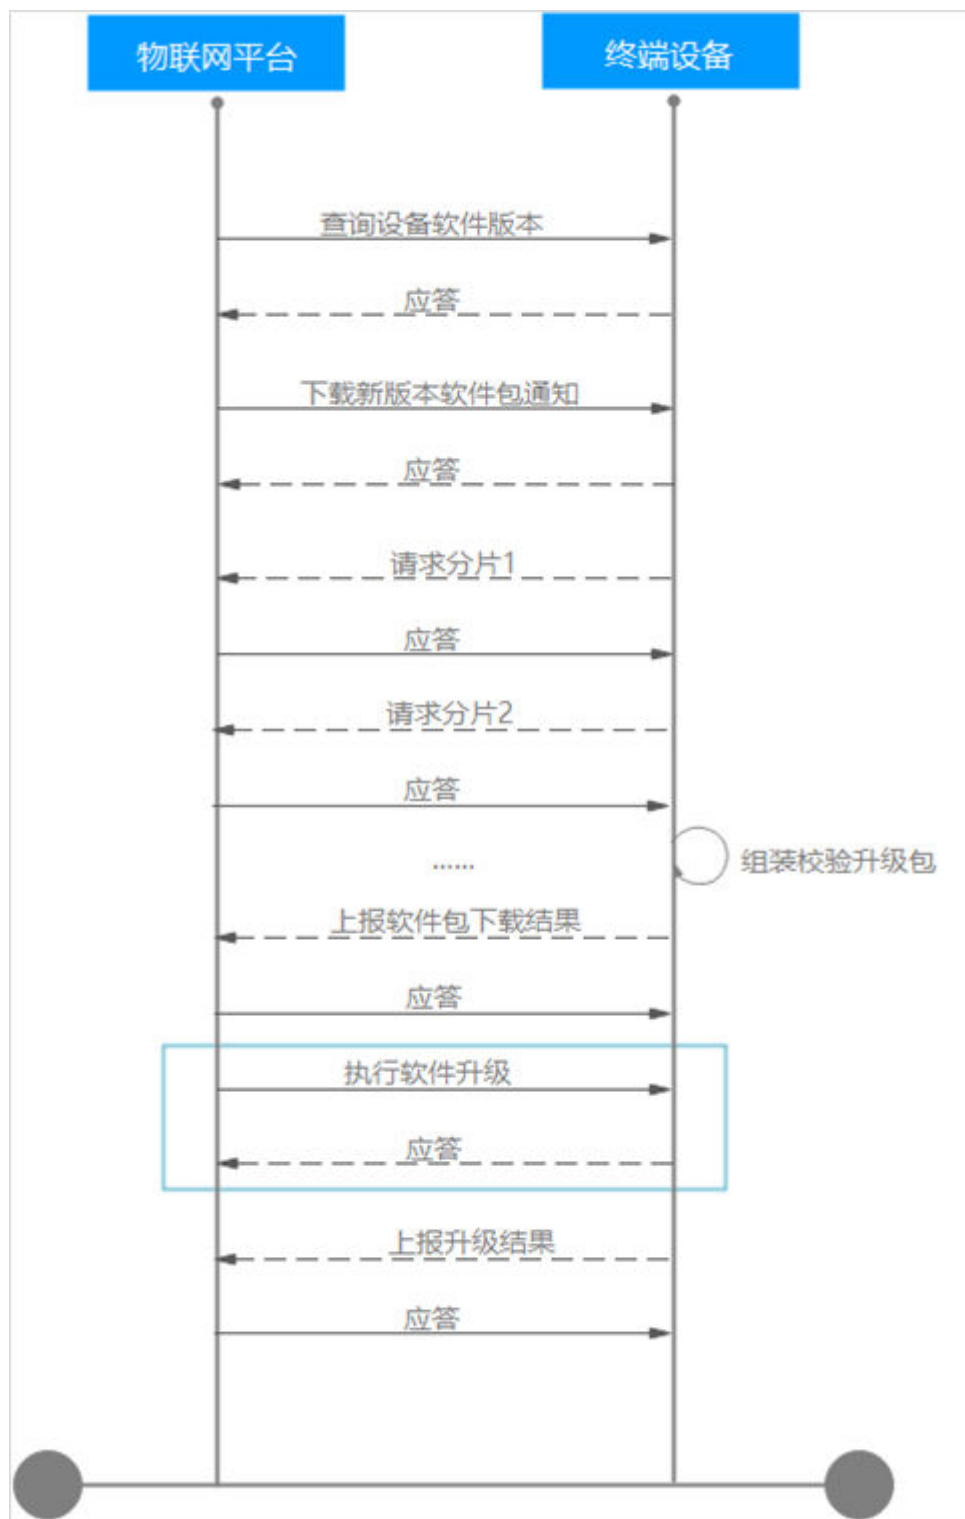 物联网平台
终端设备
查询设备软件版本
应答
下载新版本软件包通知
应答
请求分片1
应答
请求分片2
应答
......
组装校验升级包
上报软件包下载结果
应答
执行软件升级
应答
上报升级结果
应答